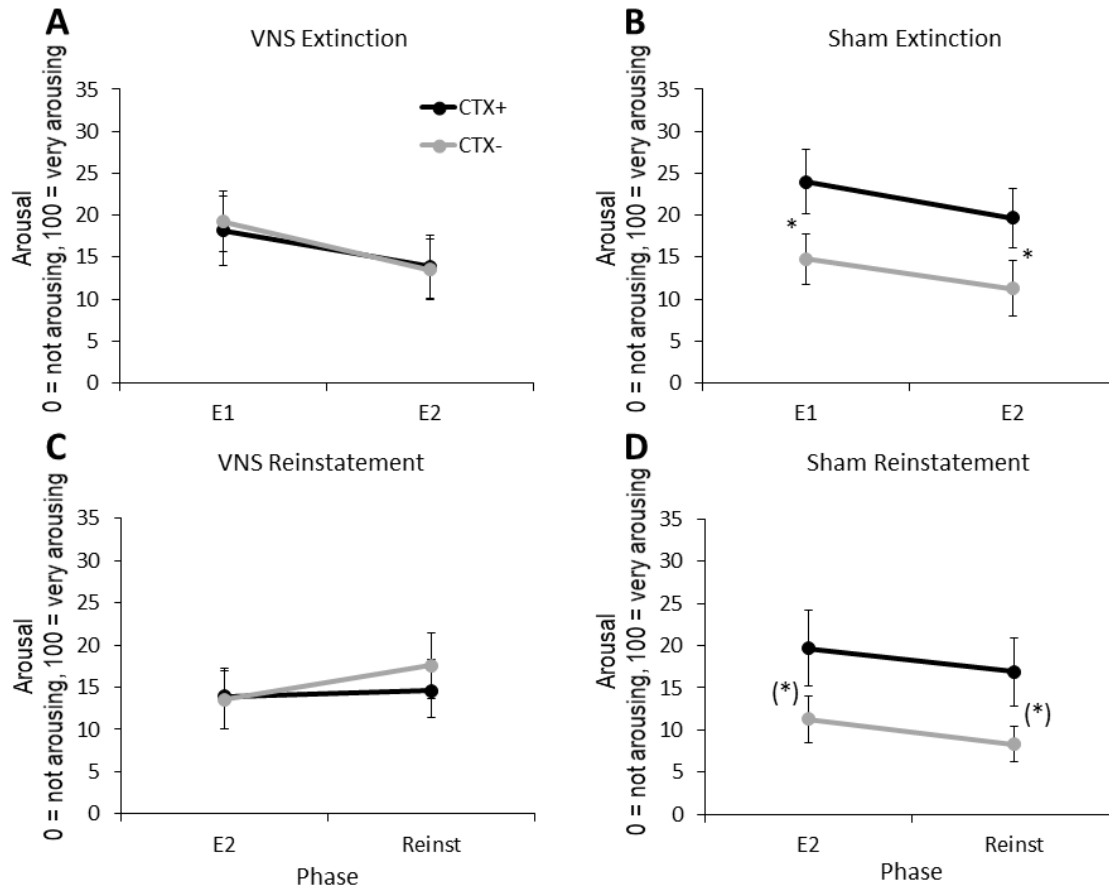 A
VNS Extinction
Arousal
0 = not arousing, 100 = very arousing
35
30
25
20
15
10
5
0
CTX+
CTX-
E1
E2
B
Sham Extinction
Arousal
0 = not arousing, 100 = very arousing
35
30
25
20
15
10
5
0
*
*
E1
E2
C
VNS Reinstatement
Arousal
0 = not arousing, 100 = very arousing
35
30
25
20
15
10
5
0
E2
Reinst
Phase
D
Sham Reinstatement
Arousal
0 = not arousing, 100 = very arousing
35
30
25
20
15
10
5
0
(*)
(*)
E2
Reinst
Phase